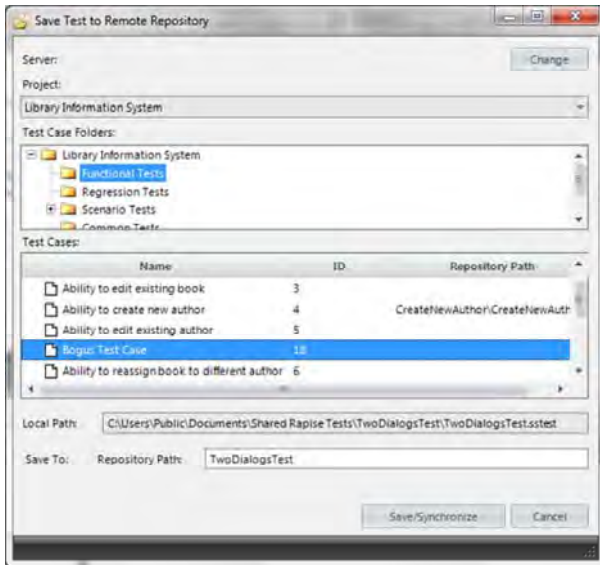 Save Test to Remote Repository
Server:
Change
Project:
Library Information System
Test Case Folders:
Library Information System
Functional Tests
Regression Tests
Scenario Tests
Common Tests
Test Cases:
Name ID Repository Path
Ability to edit existing book 3
Ability to create new author 4 CreateNewAuthor\CreateNewAuth
Ability to edit existing author 5
Bogus Test Case 18
Ability to reassign book to different author 6
Local Path: C:\Users\Public\Documents\Shared Rapise Tests\TwoDialogsTest\TwoDialogsTest.sstest
Save To: Repository Path: TwoDialogsTest
Save/Synchronize Cancel